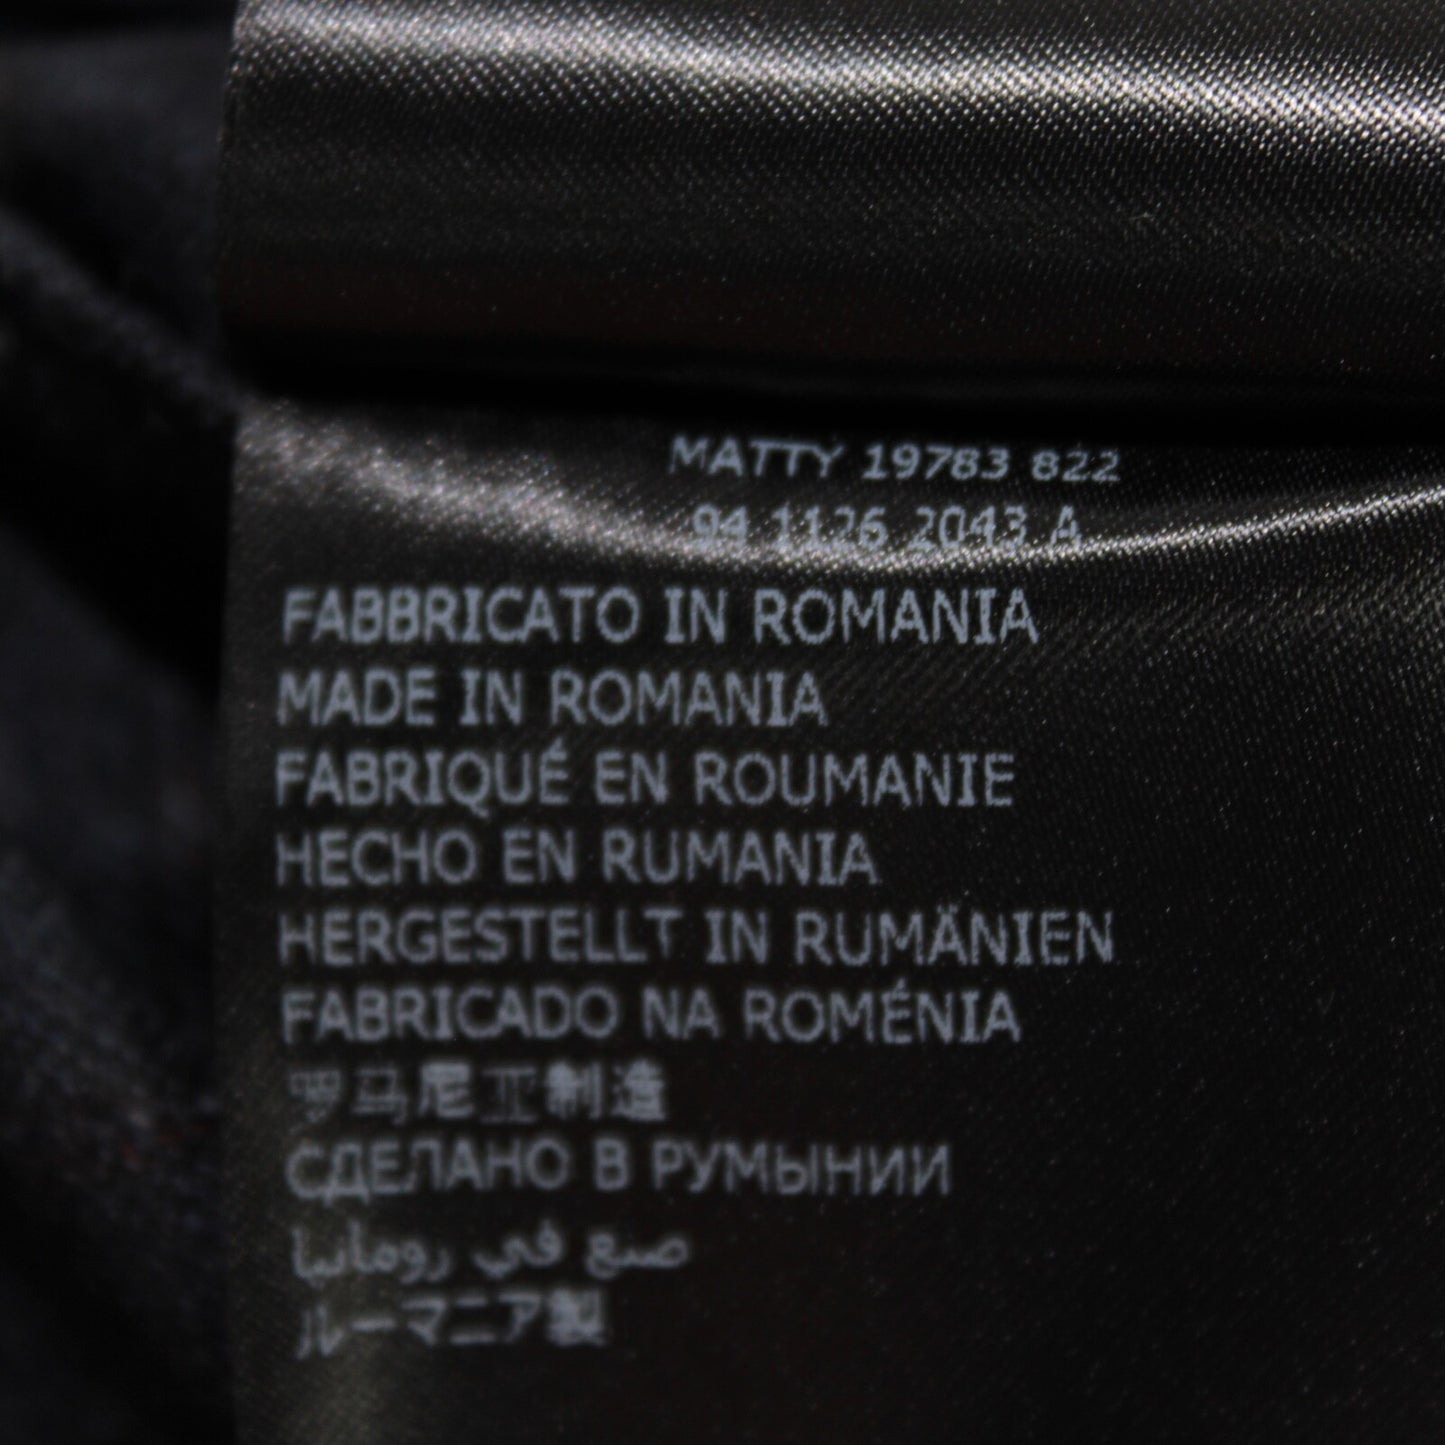 MATTY 19783 822
94 1126 2043 A
FABBRICATO IN ROMANIA
MADE IN ROMANIA
FABRIQUÉ EN ROUMANIE
HECHO EN RUMANIA
HERGESTELLT IN RUMÄNIEN
FABRICADO NA ROMÉNIA
罗马尼亚制造
СДЕЛАНО В РУМЫНИИ
صنع في رومانيا
ルーマニア製